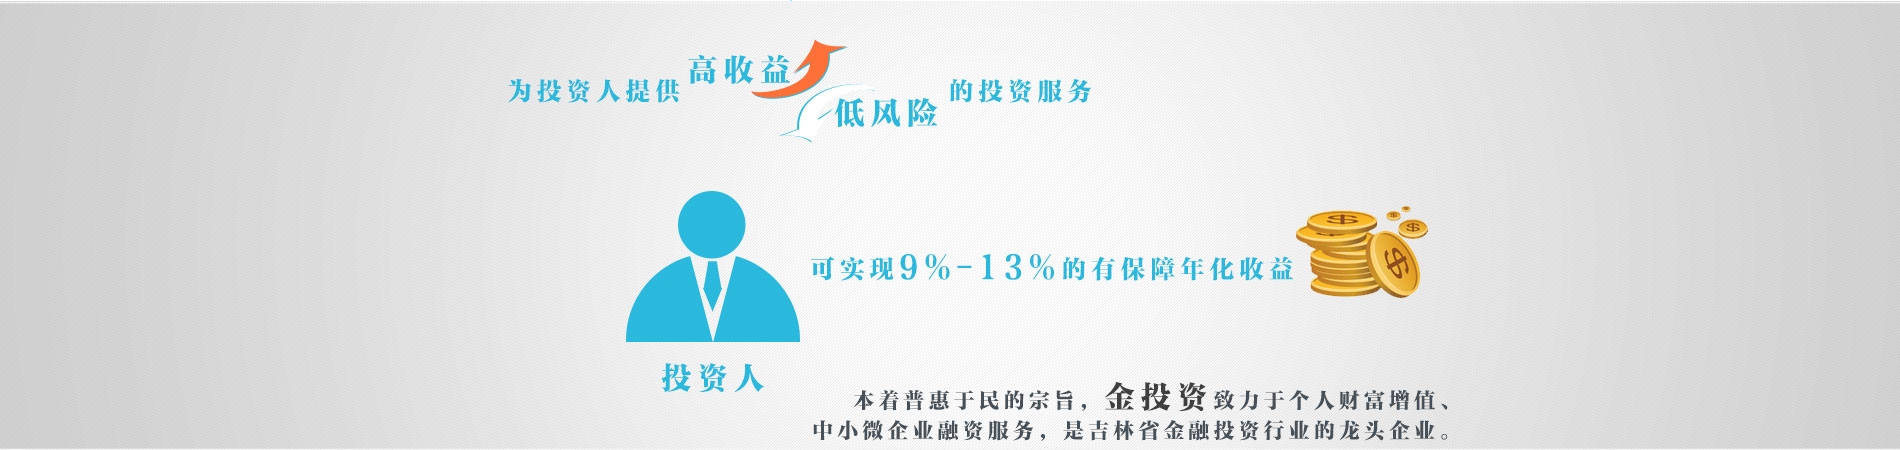 为投资人提供高收益低风险的投资服务
可实现9%-13%的有保障年化收益
投资人
本着普惠于民的宗旨，金投资致力于个人财富增值、
中小微企业融资服务，是吉林省金融投资行业的龙头企业。